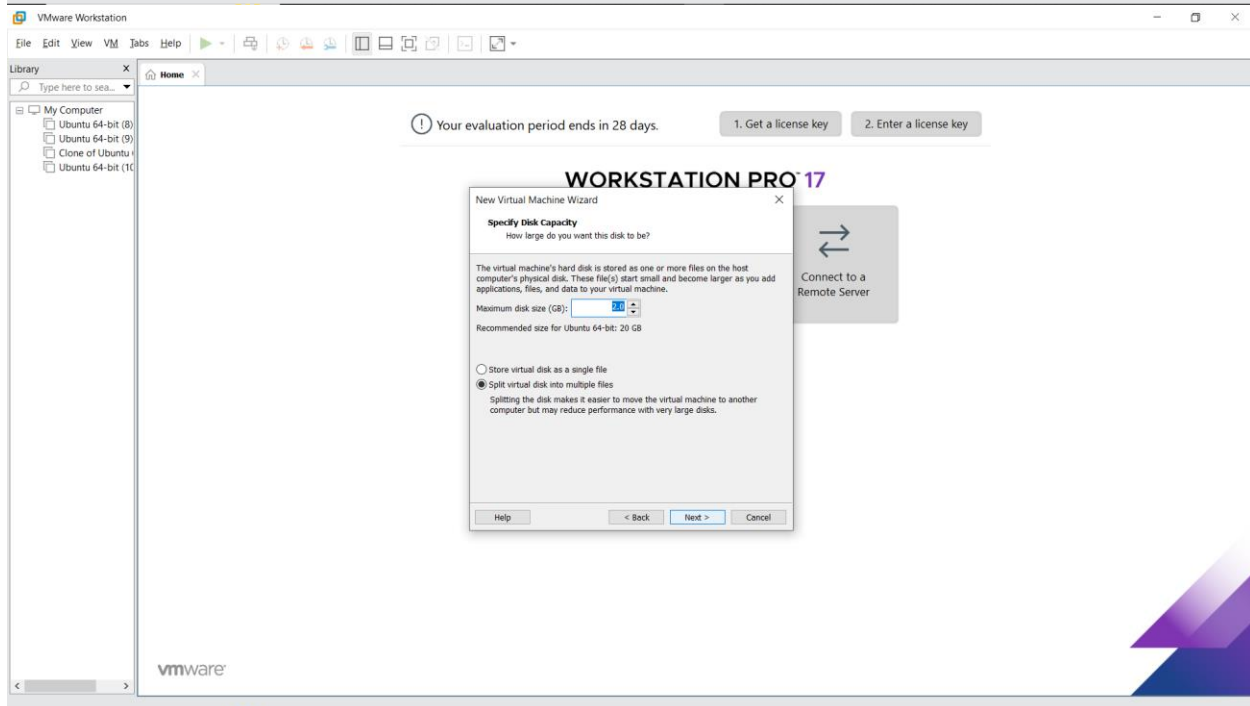 VMware Workstation
File Edit View VM Tabs Help
Library X
Home
Type here to sea...
My Computer
Ubuntu 64-bit (8)
Ubuntu 64-bit (9)
Clone of Ubuntu
Ubuntu 64-bit (10
Your evaluation period ends in 28 days.
1. Get a license key
2. Enter a license key
WORKSTATION PRO™ 17
New Virtual Machine Wizard
Specify Disk Capacity
How large do you want this disk to be?
The virtual machine's hard disk is stored as one or more files on the host
computer's physical disk. These file(s) start small and become larger as you add
applications, files, and data to your virtual machine.
Maximum disk size (GB): 2.0
Recommended size for Ubuntu 64-bit: 20 GB
Store virtual disk as a single file
Split virtual disk into multiple files
Splitting the disk makes it easier to move the virtual machine to another
computer but may reduce performance with very large disks.
Help < Back Next > Cancel
Connect to a
Remote Server
vmware